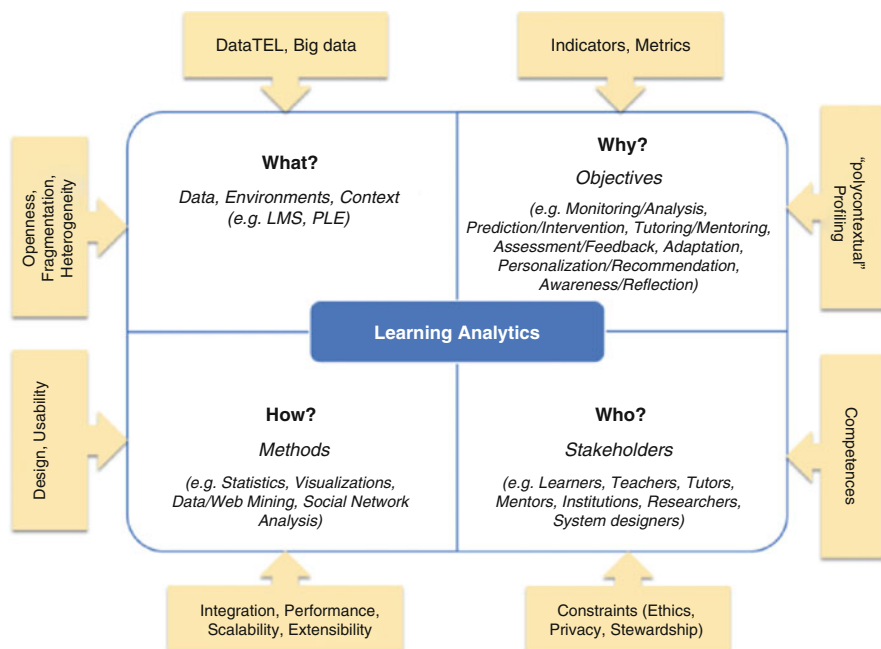 DataTEL, Big data
Indicators, Metrics
Openness,
Fragmentation,
Heterogeneity
What?
Data, Environments, Context
(e.g. LMS, PLE)
Why?
Objectives
(e.g. Monitoring/Analysis,
Prediction/Intervention, Tutoring/Mentoring,
Assessment/Feedback, Adaptation,
Personalization/Recommendation,
Awareness/Reflection)
"polycontextual"
Profiling
Learning Analytics
Design, Usability
How?
Methods
(e.g. Statistics, Visualizations,
Data/Web Mining, Social Network
Analysis)
Who?
Stakeholders
(e.g. Learners, Teachers, Tutors,
Mentors, Institutions, Researchers,
System designers)
Competences
Integration, Performance,
Scalability, Extensibility
Constraints (Ethics,
Privacy, Stewardship)